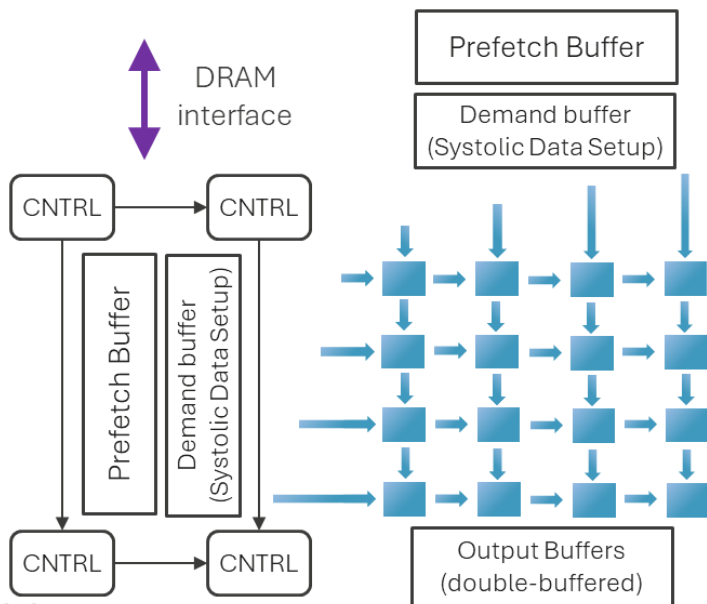 DRAM
interface
Prefetch Buffer
Demand buffer
(Systolic Data Setup)
CNTRL
CNTRL
Prefetch Buffer
Demand buffer
(Systolic Data Setup)
CNTRL
CNTRL
Output Buffers
(double-buffered)